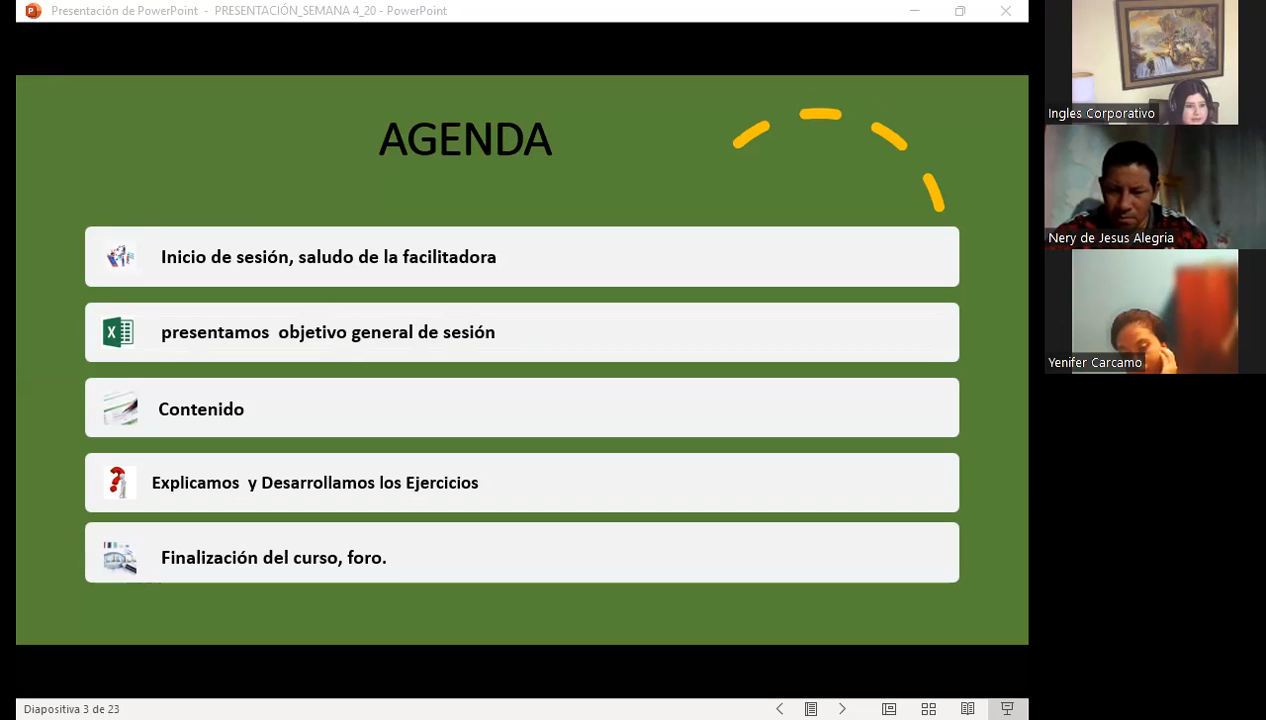 Presentación de PowerPoint - PRESENTACIÓN_SEMANA 4_20 - PowerPoint
AGENDA
Inicio de sesión, saludo de la facilitadora
presentamos objetivo general de sesión
Contenido
Explicamos y Desarrollamos los Ejercicios
Finalización del curso, foro.
Diapositiva 3 de 23
Ingles Corporativo
Nery de Jesus Alegria
Yenifer Carcamo